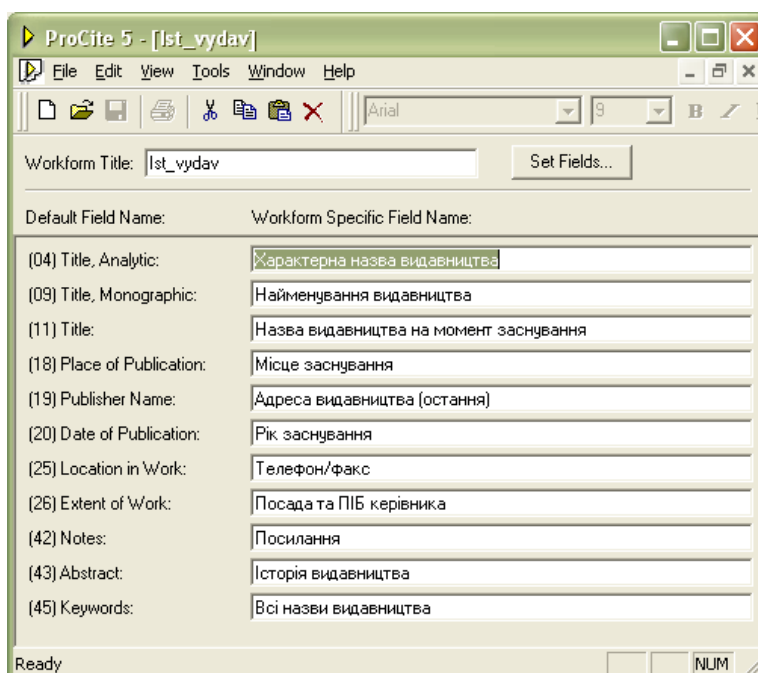 ProCite 5 - [Ist_vydav]
File Edit View Tools Window Help
Arial 9 B I
Workform Title: Ist_vydav Set Fields...
Default Field Name: Workform Specific Field Name:
(04) Title, Analytic: Характерна назва видавництва
(09) Title, Monographic: Найменування видавництва
(11) Title: Назва видавництва на момент заснування
(18) Place of Publication: Місце заснування
(19) Publisher Name: Адреса видавництва (остання)
(20) Date of Publication: Рік заснування
(25) Location in Work: Телефон/факс
(26) Extent of Work: Посада та ПІБ керівника
(42) Notes: Посилання
(43) Abstract: Історія видавництва
(45) Keywords: Всі назви видавництва
Ready NUM